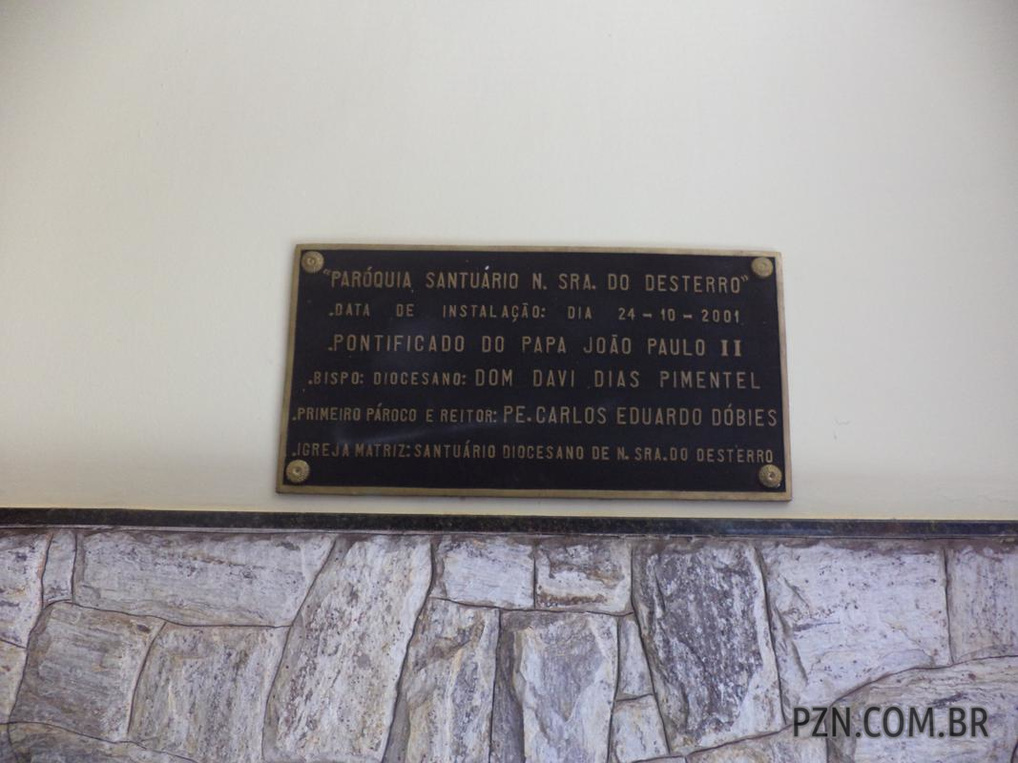 "PARÓQUIA SANTUÁRIO N. SRA. DO DESTERRO"
.DATA DE INSTALAÇÃO: DIA 24-10-2001
.PONTIFICADO DO PAPA JOÃO PAULO II
.BISPO: DIOCESANO: DOM DAVI DIAS PIMENTEL
.PRIMEIRO PÁROCO E REITOR: PE. CARLOS EDUARDO DÓBIES
.IGREJA MATRIZ: SANTUÁRIO DIOCESANO DE N. SRA. DO DESTERRO
PZN.COM.BR